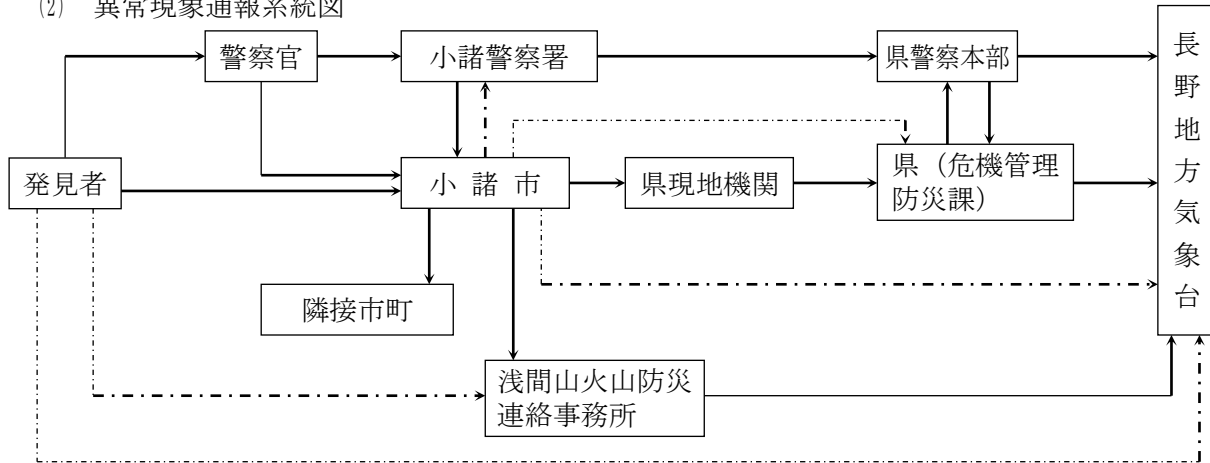 ⑵ 異常現象通報系統図
警察官
小諸警察署
県警察本部
長野地方気象台
発見者
小 諸 市
県現地機関
県（危機管理
防災課）
隣接市町
浅間山火山防災
連絡事務所